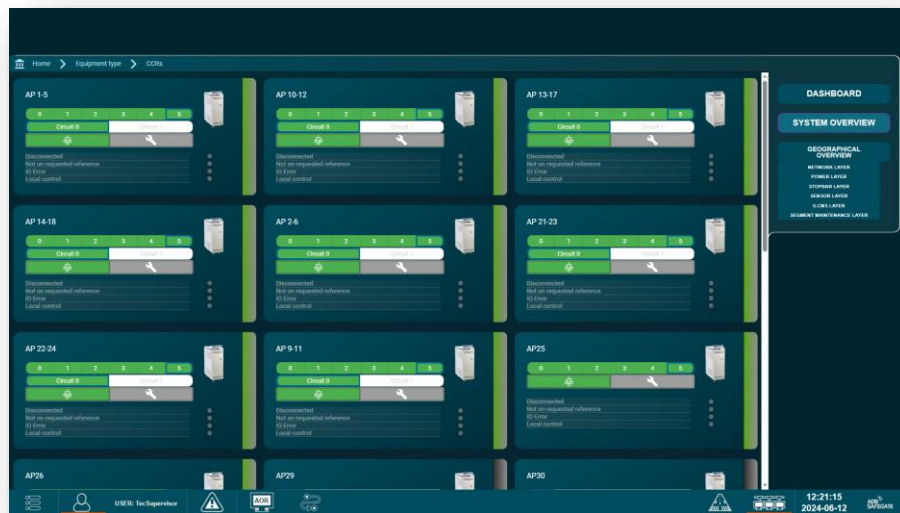 Home Equipment type CCRs
AP 1-5
0 1 2 3 4 5
Circuit 0 Circuit 1
Disconnected
Not on requested reference
IO Error
Local control
AP 10-12
0 1 2 3 4 5
Circuit 0 Circuit 1
Disconnected
Not on requested reference
IO Error
Local control
AP 13-17
0 1 2 3 4 5
Circuit 0 Circuit 1
Disconnected
Not on requested reference
IO Error
Local control
AP 14-18
0 1 2 3 4 5
Circuit 0 Circuit 1
Disconnected
Not on requested reference
IO Error
Local control
AP 2-6
0 1 2 3 4 5
Circuit 0 Circuit 1
Disconnected
Not on requested reference
IO Error
Local control
AP 21-23
0 1 2 3 4 5
Circuit 0 Circuit 1
Disconnected
Not on requested reference
IO Error
Local control
AP 22-24
0 1 2 3 4 5
Circuit 0 Circuit 1
Disconnected
Not on requested reference
IO Error
Local control
AP 9-11
0 1 2 3 4 5
Circuit 0 Circuit 1
Disconnected
Not on requested reference
IO Error
Local control
AP25
0 1 2 3 4 5
Disconnected
Not on requested reference
IO Error
Local control
AP26
AP29
AP30
DASHBOARD
SYSTEM OVERVIEW
GEOGRAPHICAL
OVERVIEW
NETWORK LAYER
POWER LAYER
STOPBAR LAYER
SENSOR LAYER
ILCMS LAYER
SEGMENT MAINTENANCE LAYER
USER: TecSupervisor
AOR
12:21:15
2024-06-12
ADB
SAFEGATE